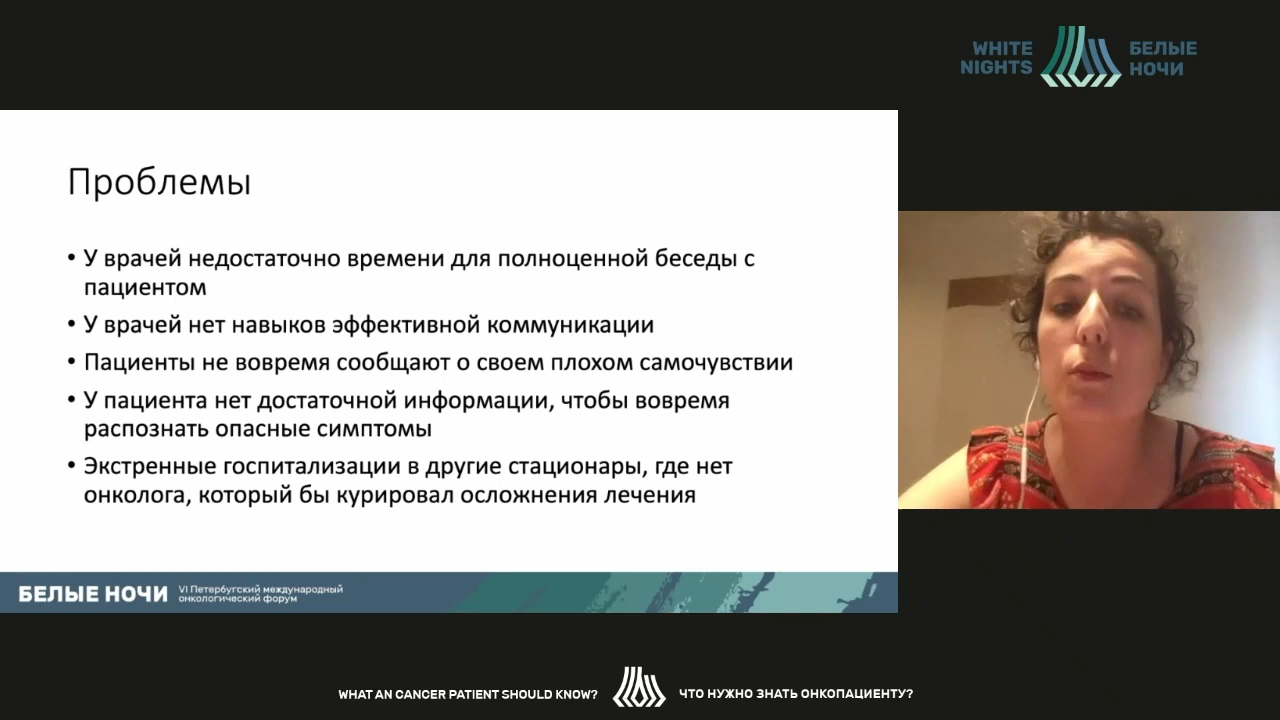 WHITE
NIGHTS
БЕЛЫЕ
НОЧИ
Проблемы
• У врачей недостаточно времени для полноценной беседы с
пациентом
• У врачей нет навыков эффективной коммуникации
• Пациенты не вовремя сообщают о своем плохом самочувствии
• У пациента нет достаточной информации, чтобы вовремя
распознать опасные симптомы
• Экстренные госпитализации в другие стационары, где нет
онколога, который бы курировал осложнения лечения
БЕЛЫЕ НОЧИ
VI Петербугский международный
онкологический форум
WHAT AN CANCER PATIENT SHOULD KNOW?
ЧТО НУЖНО ЗНАТЬ ОНКОПАЦИЕНТУ?